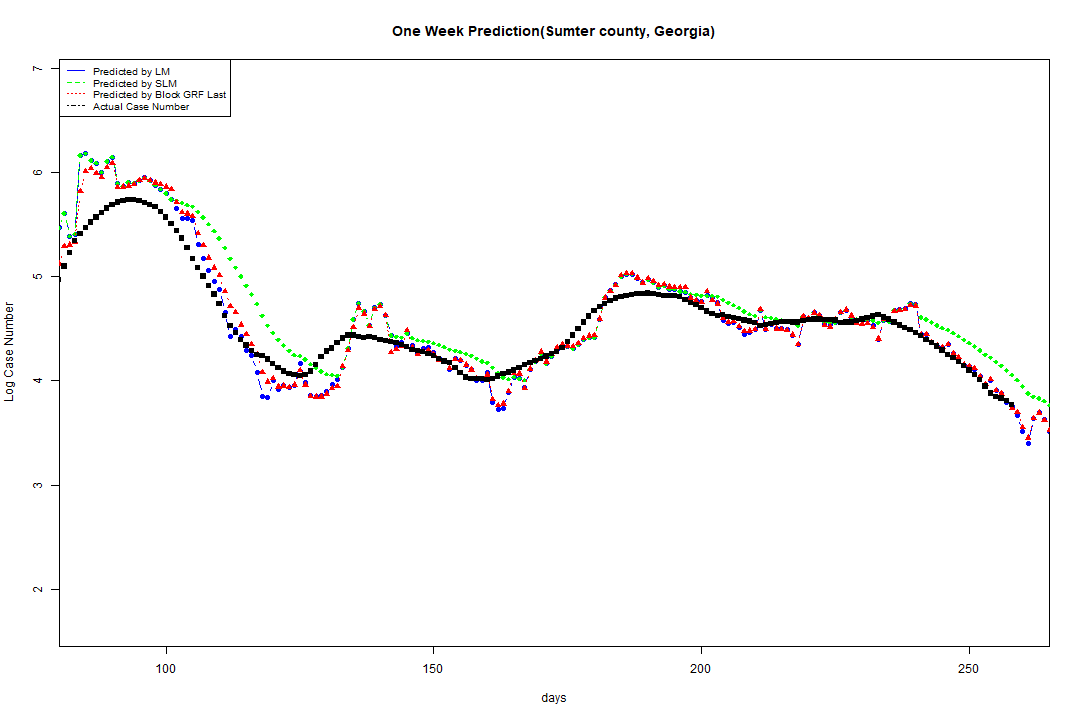 One Week Prediction(Sumter county, Georgia)
Predicted by LM
Predicted by SLM
Predicted by Block GRF Last
Actual Case Number
7
6
5
4
3
2
Log Case Number
100
150
200
250
days